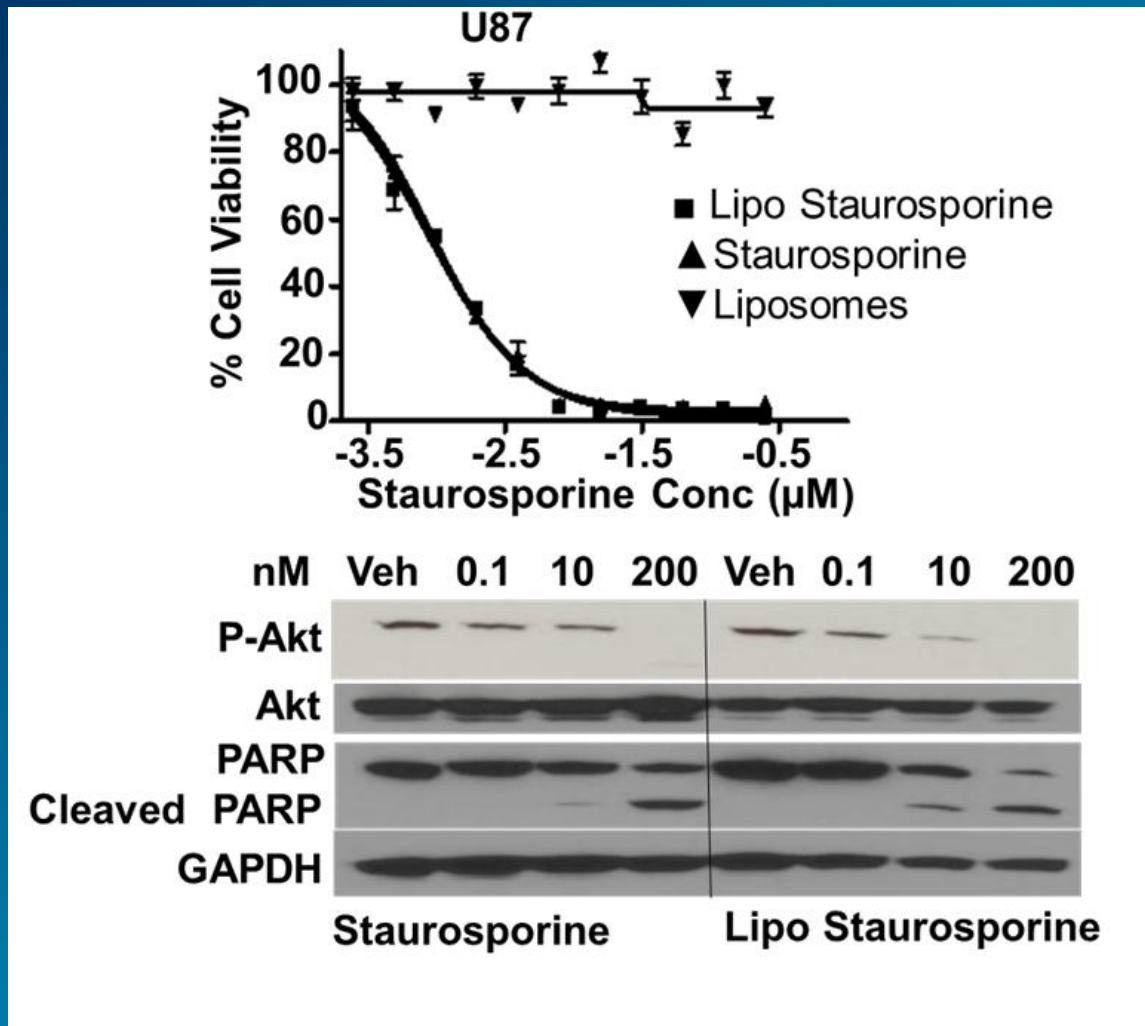 U87
% Cell Viability
100
80
60
40
20
0
-3.5 -2.5 -1.5 -0.5
Staurosporine Conc (µM)
Lipo Staurosporine
Staurosporine
Liposomes
nM Veh 0.1 10 200 Veh 0.1 10 200
P-Akt
Akt
PARP
Cleaved PARP
GAPDH
Staurosporine Lipo Staurosporine